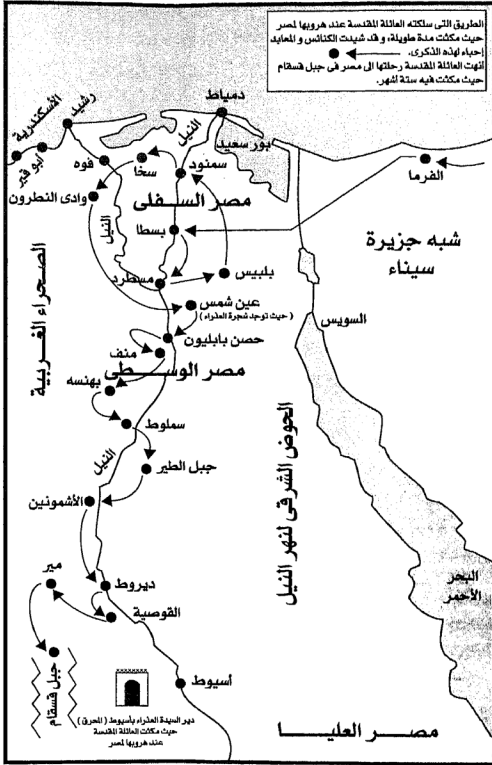 الطريق التى سلكته العائلة المقدسة عند هروبها لمصر
حيث مكثت مدة طويلة، و قد شيدت الكنائس و المعابد
إحياء لهذه الذكرى.
أنهت العائلة المقدسة رحلتها الى مصر فى جبل قسقام
حيث مكثت فيه ستة أشهر.
دمياط
رشيد
الأسكندرية
ابو قير
النيل
بور سعيد
فوه
سخا
سمنود
الفرما
وادى النطرون
مصر السفلى
النيل
بسطا
شبه جزيرة
سيناء
بلبيس
مسطرد
الصحراء الغربية
عين شمس
( حيث توجد شجرة العذراء )
السويس
حصن بابليون
منف
مصر الوسطى
بهنسه
سملوط
الحوض الشرقى لنهر النيل
النيل
جبل الطير
الأشمونين
البحر
الأحمر
مير
ديروط
القوصية
جبل قسقام
أسيوط
دير السيدة العذراء بأسيوط ( المحرق )
حيث مكثت العائلة المقدسة
عند هروبها لمصر
مصر العليا